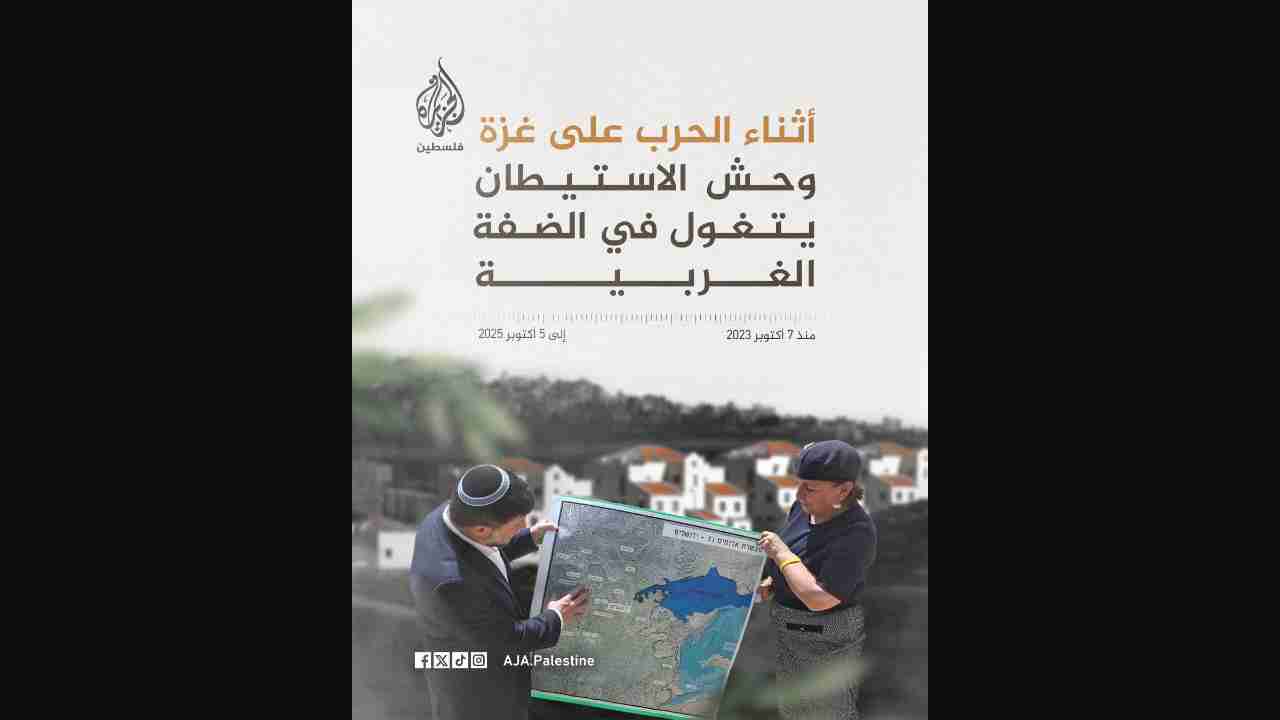 الجزيرة
فلسطين
أثناء الحرب على غزة
وحش الاستيطان
يتغول في الضفة
الغربية
منذ 7 أكتوبر 2023
إلى 5 أكتوبر 2025
AJA.Palestine